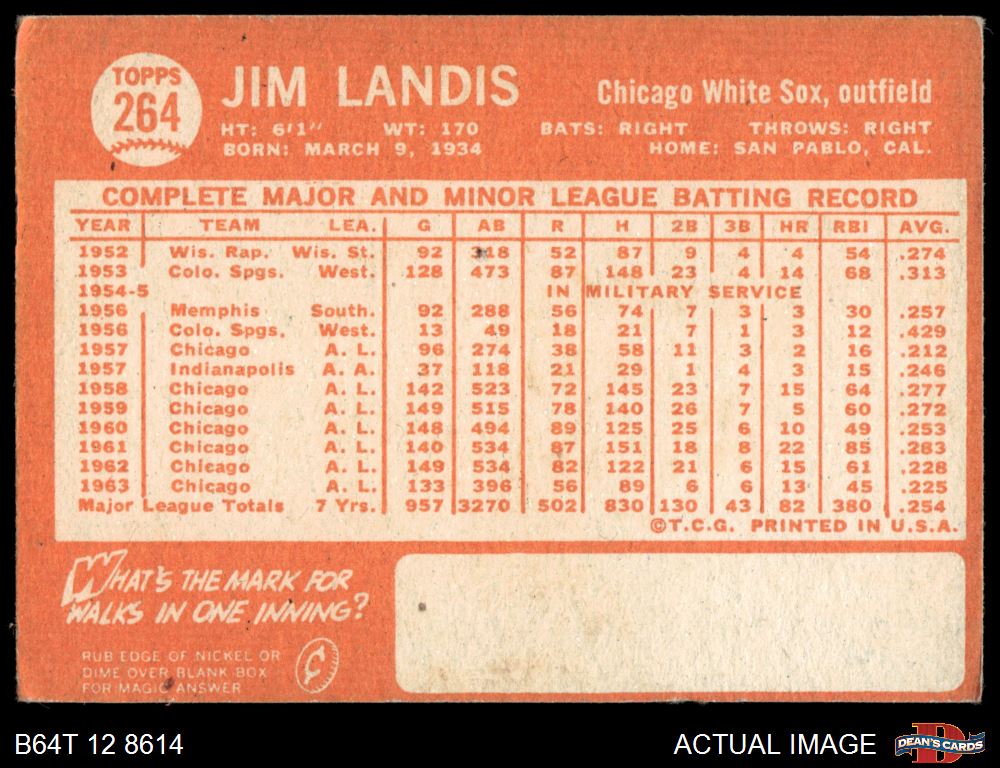 TOPPS
264
JIM LANDIS
Chicago White Sox, outfield
HT: 6'1" WT: 170 BATS: RIGHT THROWS: RIGHT
BORN: MARCH 9, 1934 HOME: SAN PABLO, CAL.
COMPLETE MAJOR AND MINOR LEAGUE BATTING RECORD
YEAR TEAM LEA. G AB R H 2B 3B HR RBI AVG.
1952 Wis. Rap. Wis. St. 92 318 52 87 9 4 4 54 .274
1953 Colo. Spgs. West. 128 473 87 148 23 4 14 68 .313
1954-5 IN MILITARY SERVICE
1956 Memphis South. 92 288 56 74 7 3 3 30 .257
1956 Colo. Spgs. West. 13 49 18 21 7 1 3 12 .429
1957 Chicago A. L. 96 274 38 58 11 3 2 16 .212
1957 Indianapolis A. A. 37 118 21 29 1 4 3 15 .246
1958 Chicago A. L. 142 523 72 145 23 7 15 64 .277
1959 Chicago A. L. 149 515 78 140 26 7 5 60 .272
1960 Chicago A. L. 148 494 89 125 25 6 10 49 .253
1961 Chicago A. L. 140 534 87 151 18 8 22 85 .283
1962 Chicago A. L. 149 534 82 122 21 6 15 61 .228
1963 Chicago A. L. 133 396 56 89 6 6 13 45 .225
Major League Totals 7 Yrs. 957 3270 502 830 130 43 82 380 .254
©T.C.G. PRINTED IN U.S.A.
WHAT'S THE MARK FOR
WALKS IN ONE INNING?
RUB EDGE OF NICKEL OR
DIME OVER BLANK BOX
FOR MAGIC ANSWER
¢
B64T 12 8614
ACTUAL IMAGE
D
DEAN'S CARDS